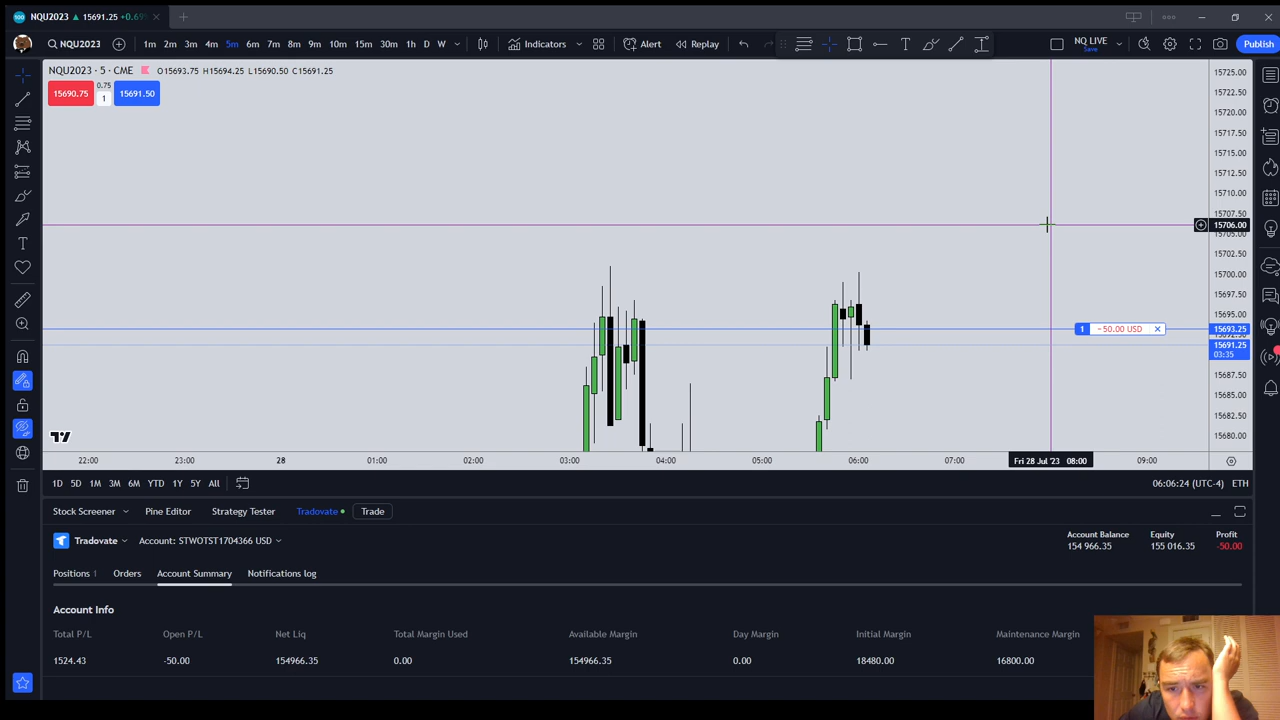 NQU2023 ▲ 15691.25 +0.65%
NQU2023 1m 2m 3m 4m 5m 6m 7m 8m 9m 10m 15m 30m 1h D W Indicators Alert Replay NQ LIVE Save Publish
NQU2023 · 5 · CME O15693.75 H15694.25 L15690.50 C15691.25
15690.75 0.75 1 15691.50
15725.00
15722.50
15720.00
15717.50
15715.00
15712.50
15710.00
15707.50
15706.00
15705.00
15702.50
15700.00
15697.50
15695.00
1 −50.00 USD 15693.25
15691.25
03:35
15687.50
15685.00
15682.50
15680.00
22:00 23:00 28 01:00 02:00 03:00 04:00 05:00 06:00 07:00 Fri 28 Jul '23 08:00 09:00
1D 5D 1M 3M 6M YTD 1Y 5Y All 06:06:24 (UTC-4) ETH
Stock Screener Pine Editor Strategy Tester Tradovate Trade
Tradovate Account: STWOTST1704366 USD
Account Balance Equity Profit
154 966.35 155 016.35 -50.00
Positions 1 Orders Account Summary Notifications log
Account Info
Total P/L Open P/L Net Liq Total Margin Used Available Margin Day Margin Initial Margin Maintenance Margin
1524.43 -50.00 154966.35 0.00 154966.35 0.00 18480.00 16800.00